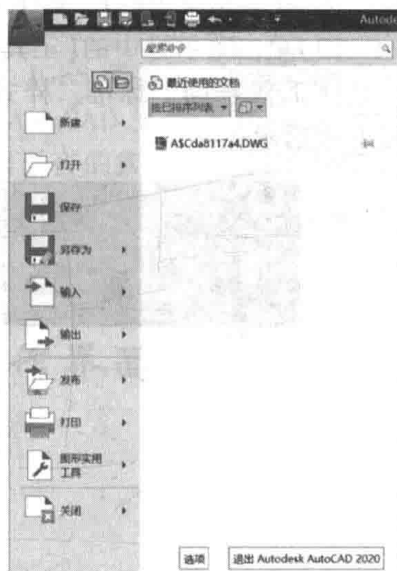 Autode
搜索命令
最近使用的文档
按已排序列表
A$Cda8117a4.DWG
新建
打开
保存
另存为
输入
输出
发布
打印
图形实用
工具
关闭
选项
退出 Autodesk AutoCAD 2020